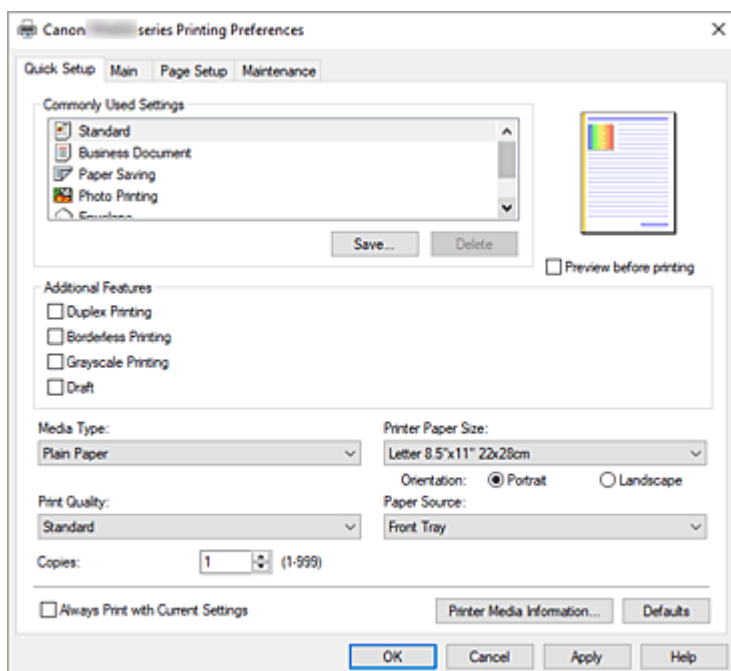 Canon series Printing Preferences
Quick Setup Main Page Setup Maintenance
Commonly Used Settings
Standard
Business Document
Paper Saving
Photo Printing
Envelope
Save... Delete
Preview before printing
Additional Features
Duplex Printing
Borderless Printing
Grayscale Printing
Draft
Media Type: Printer Paper Size:
Plain Paper Letter 8.5"x11" 22x28cm
Orientation: Portrait Landscape
Print Quality: Paper Source:
Standard Front Tray
Copies: 1 (1-999)
Always Print with Current Settings Printer Media Information... Defaults
OK Cancel Apply Help